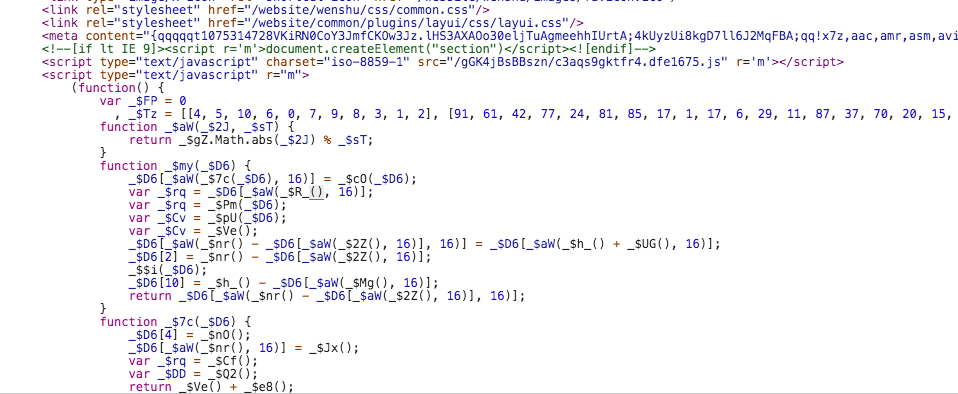 <link rel="stylesheet" href="/website/wenshu/css/common.css"/>
<link rel="stylesheet" href="/website/common/plugins/layui/css/layui.css"/>
<meta content="{qqqqqt1075314728VKiRN0CoY3JmfCKOw3Jz.lHS3AXAOo30eljTuAgmeehhIUrtA;4kUyzUi8kgD7ll6J2MqFBA;qq!x7z,aac,amr,asm,avi
<!--[if lt IE 9]><script r='m'>document.createElement("section")</script><![endif]-->
<script type="text/javascript" charset="iso-8859-1" src="/gGK4jBsBBszn/c3aqs9gktfr4.dfe1675.js" r='m'></script>
<script type="text/javascript" r="m">
(function() {
var _$FP = 0
, _$Tz = [[4, 5, 10, 6, 0, 7, 9, 8, 3, 1, 2], [91, 61, 42, 77, 24, 81, 85, 17, 1, 17, 6, 29, 11, 87, 37, 70, 20, 15,
function _$aW(_$2J, _$sT) {
return _$gZ.Math.abs(_$2J) % _$sT;
}
function _$my(_$D6) {
_$D6[_$aW(_$7c(_$D6), 16)] = _$cO(_$D6);
var _$rq = _$D6[_$aW(_$R_(), 16)];
var _$rq = _$Pm(_$D6);
var _$Cv = _$pU(_$D6);
var _$Cv = _$Ve();
_$D6[_$aW(_$nr() - _$D6[_$aW(_$2Z(), 16)], 16)] = _$D6[_$aW(_$h_() + _$UG(), 16)];
_$D6[2] = _$nr() - _$D6[_$aW(_$2Z(), 16)];
_$$i(_$D6);
_$D6[10] = _$h_() - _$D6[_$aW(_$Mg(), 16)];
return _$D6[_$aW(_$nr() - _$D6[_$aW(_$2Z(), 16)], 16)];
}
function _$7c(_$D6) {
_$D6[4] = _$nO();
_$D6[_$aW(_$nr(), 16)] = _$Jx();
var _$rq = _$Cf();
var _$DD = _$Q2();
return _$Ve() + _$e8();